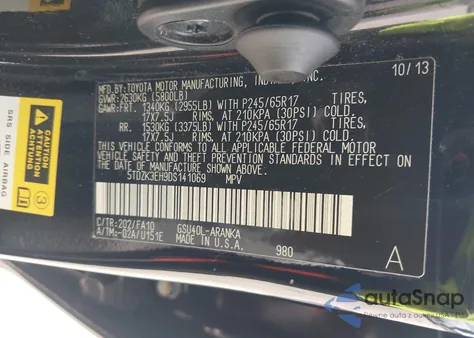 MFD.BY:TOYOTA MOTOR MANUFACTURING, INDIANA, INC. 10/13
GVWR:2630KG (5800LB)
GAWR:FRT. 1340KG (2955LB) WITH P245/65R17 TIRES,
17X7.5J RIMS, AT 210KPA (30PSI) COLD.
RR. 1530KG (3375LB) WITH P245/65R17 TIRES,
17X7.5J RIMS, AT 210KPA (30PSI) COLD.
THIS VEHICLE CONFORMS TO ALL APPLICABLE FEDERAL MOTOR
VEHICLE SAFETY AND THEFT PREVENTION STANDARDS IN EFFECT ON
THE DATE OF MANUFACTURE SHOWN ABOVE.
5TDZK3EH9DS141069 MPV
C/TR:202/FA10 GSU40L-ARANKA
A/TM:-02A/U151E MADE IN U.S.A. 980 A
SRS SIDE AIRBAG
autoSnap